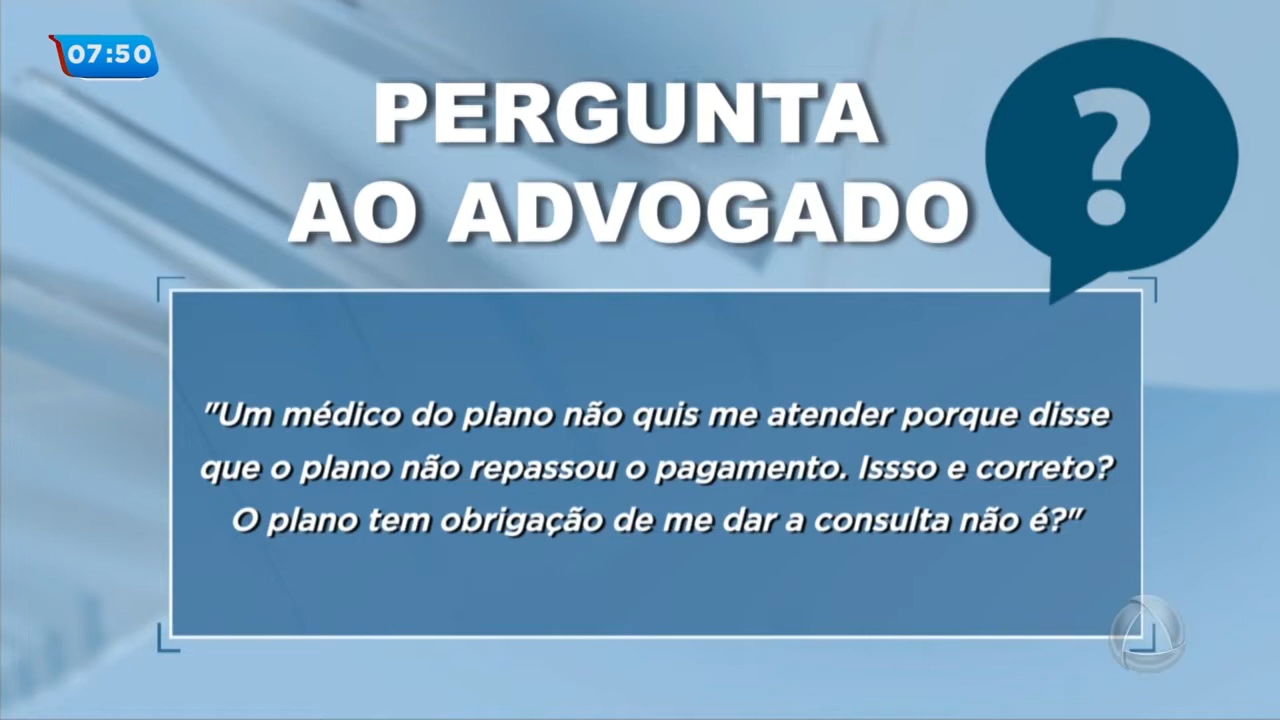 07:50
PERGUNTA
AO ADVOGADO
?
"Um médico do plano não quis me atender porque disse
que o plano não repassou o pagamento. Issso e correto?
O plano tem obrigação de me dar a consulta não é?"